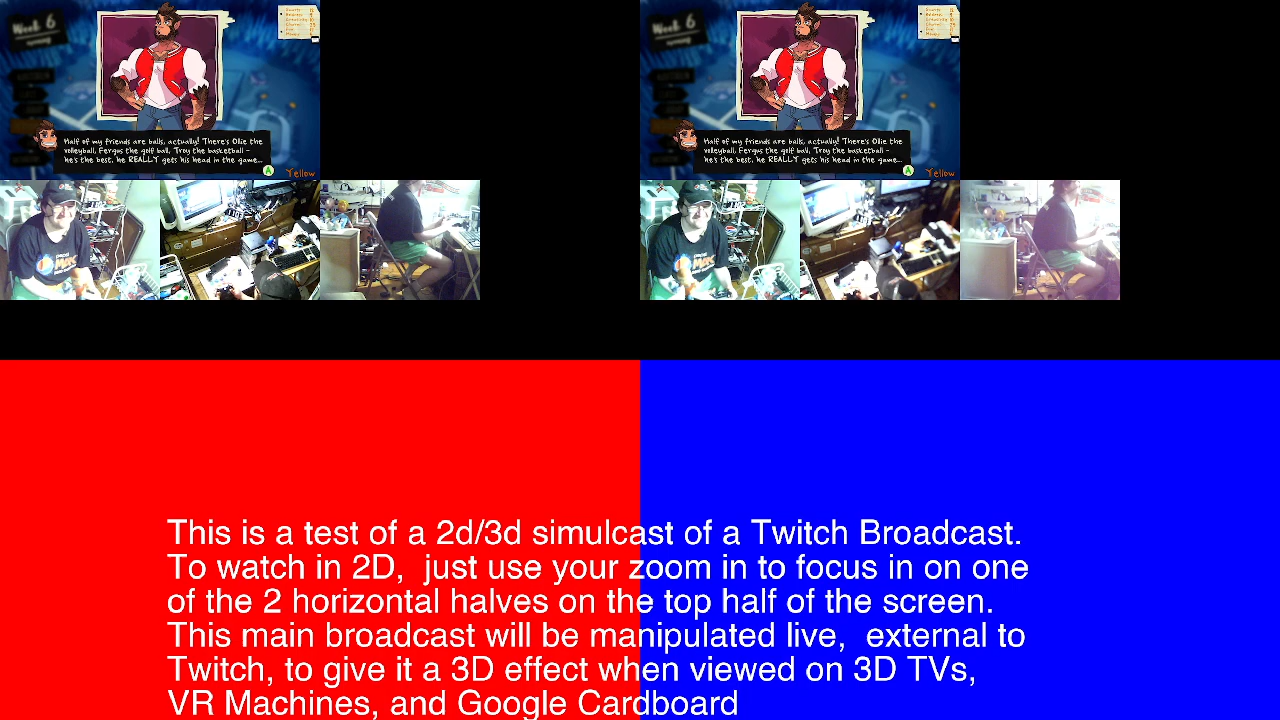 Week 6
Half of my friends are balls, actually! There's Ollie the
volleyball, Fergus the golf ball, Troy the basketball -
he's the best, he REALLY gets his head in the game...
A
Yellow
Week 6
Half of my friends are balls, actually! There's Ollie the
volleyball, Fergus the golf ball, Troy the basketball -
he's the best, he REALLY gets his head in the game...
A
Yellow
This is a test of a 2d/3d simulcast of a Twitch Broadcast.
To watch in 2D,  just use your zoom in to focus in on one
of the 2 horizontal halves on the top half of the screen.
This main broadcast will be manipulated live,  external to
Twitch, to give it a 3D effect when viewed on 3D TVs,
VR Machines, and Google Cardboard